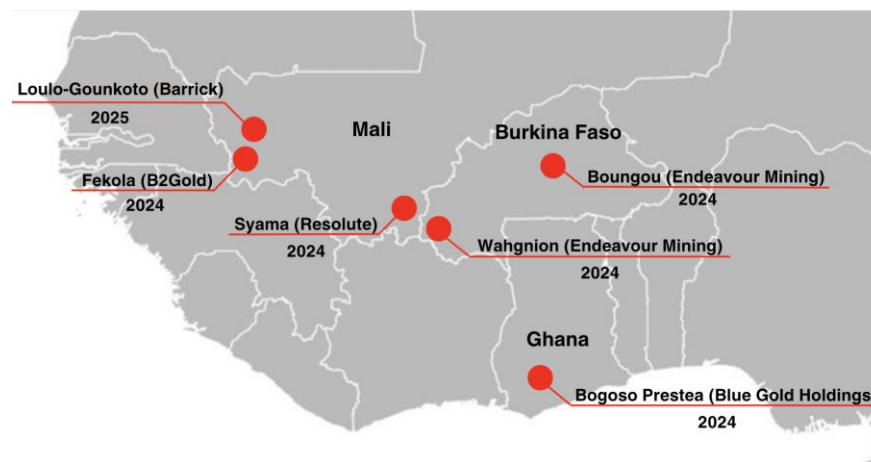 Loulo-Gounkoto (Barrick)
2025
Mali
Burkina Faso
Fekola (B2Gold)
2024
Boungou (Endeavour Mining)
2024
Syama (Resolute)
2024
Wahgnion (Endeavour Mining)
2024
Ghana
Bogoso Prestea (Blue Gold Holdings
2024